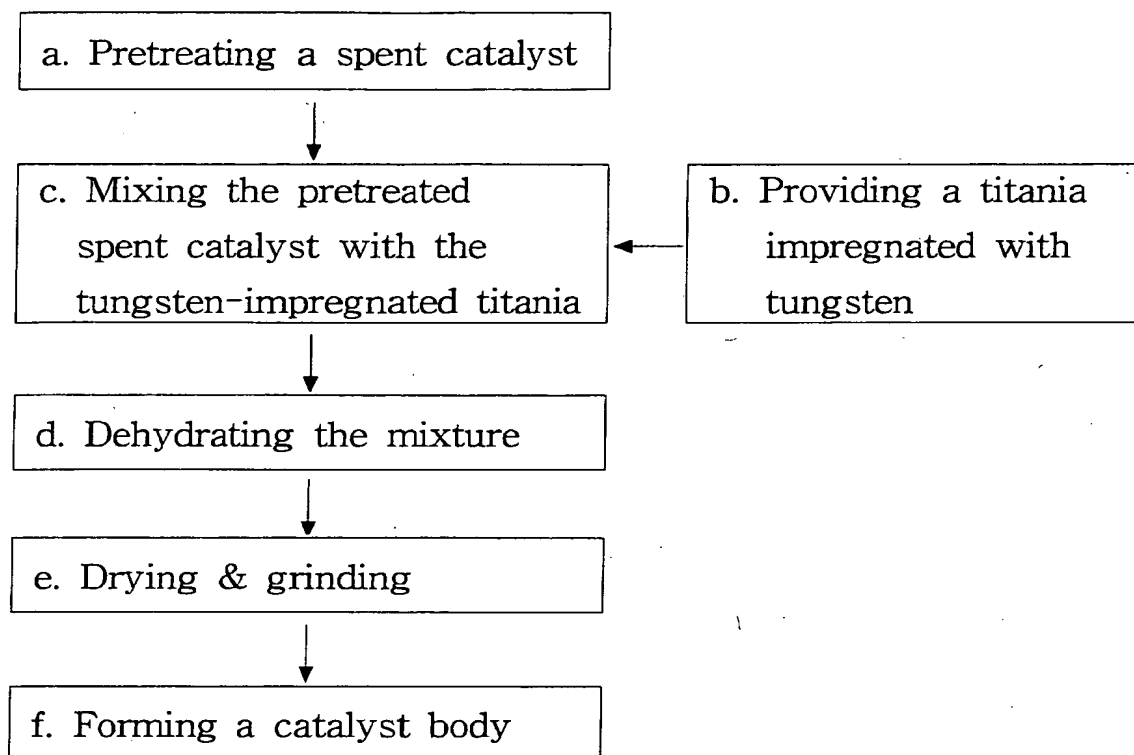 a. Pretreating a spent catalyst
c. Mixing the pretreated
spent catalyst with the
tungsten-impregnated titania
b. Providing a titania
impregnated with
tungsten
d. Dehydrating the mixture
e. Drying & grinding
f. Forming a catalyst body